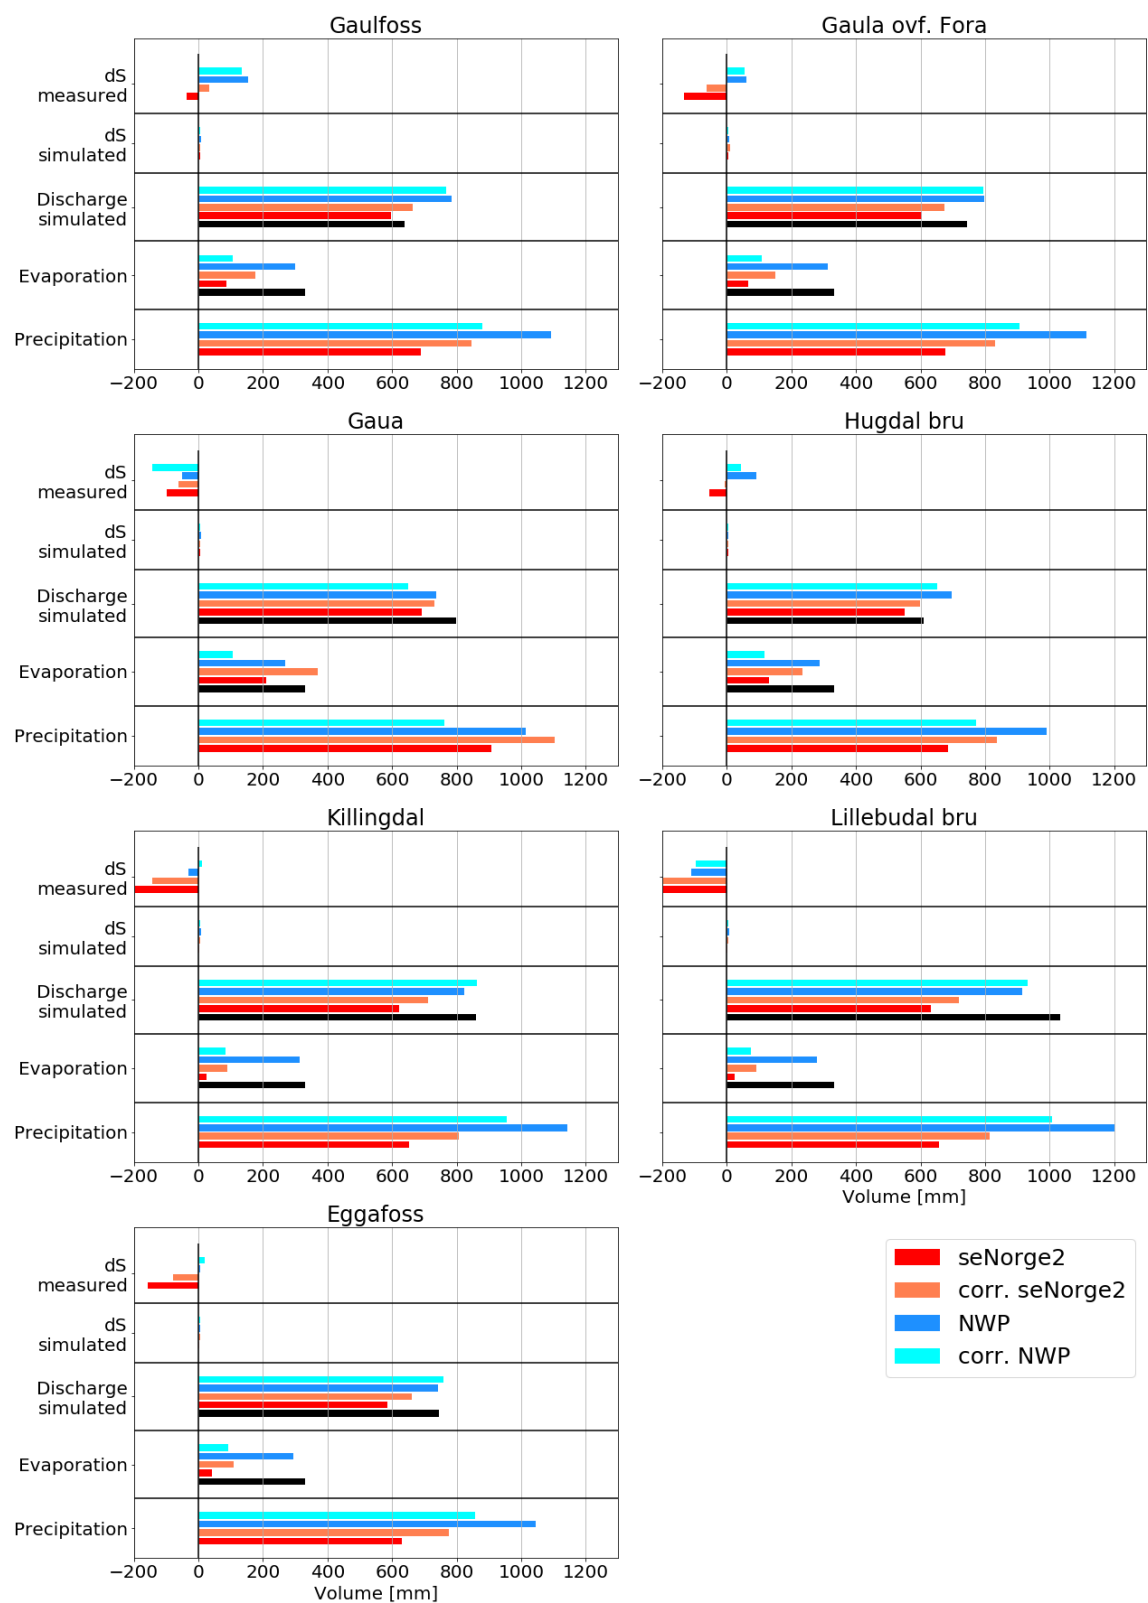 Gaulfoss
dS
measured
dS
simulated
Discharge
simulated
Evaporation
Precipitation
−200 0 200 400 600 800 1000 1200
Gaula ovf. Fora
−200 0 200 400 600 800 1000 1200
Gaua
dS
measured
dS
simulated
Discharge
simulated
Evaporation
Precipitation
−200 0 200 400 600 800 1000 1200
Hugdal bru
−200 0 200 400 600 800 1000 1200
Killingdal
dS
measured
dS
simulated
Discharge
simulated
Evaporation
Precipitation
−200 0 200 400 600 800 1000 1200
Lillebudal bru
−200 0 200 400 600 800 1000 1200
Volume [mm]
Eggafoss
dS
measured
dS
simulated
Discharge
simulated
Evaporation
Precipitation
−200 0 200 400 600 800 1000 1200
Volume [mm]
seNorge2
corr. seNorge2
NWP
corr. NWP